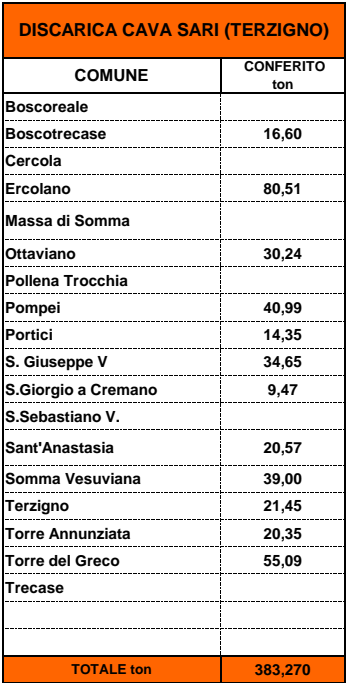 DISCARICA CAVA SARI (TERZIGNO)
COMUNE CONFERITO
ton
Boscoreale
Boscotrecase 16,60
Cercola
Ercolano 80,51
Massa di Somma
Ottaviano 30,24
Pollena Trocchia
Pompei 40,99
Portici 14,35
S. Giuseppe V 34,65
S.Giorgio a Cremano 9,47
S.Sebastiano V.
Sant'Anastasia 20,57
Somma Vesuviana 39,00
Terzigno 21,45
Torre Annunziata 20,35
Torre del Greco 55,09
Trecase
TOTALE ton 383,270